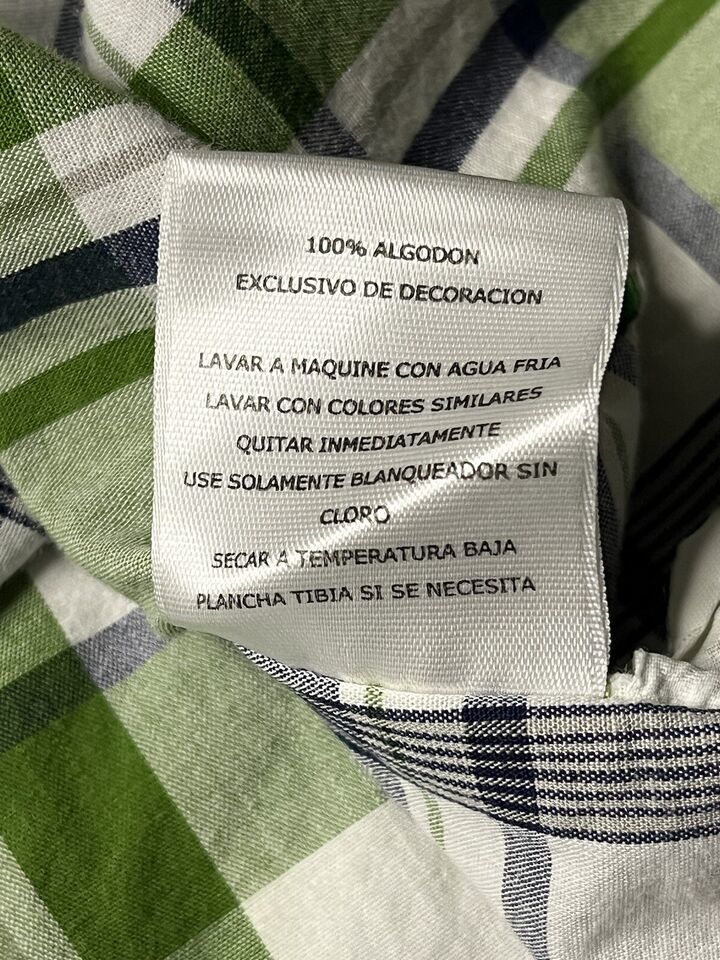 100% ALGODON
EXCLUSIVO DE DECORACION
LAVAR A MAQUINE CON AGUA FRIA
LAVAR CON COLORES SIMILARES
QUITAR INMEDIATAMENTE
USE SOLAMENTE BLANQUEADOR SIN
CLORO
SECAR A TEMPERATURA BAJA
PLANCHA TIBIA SI SE NECESITA